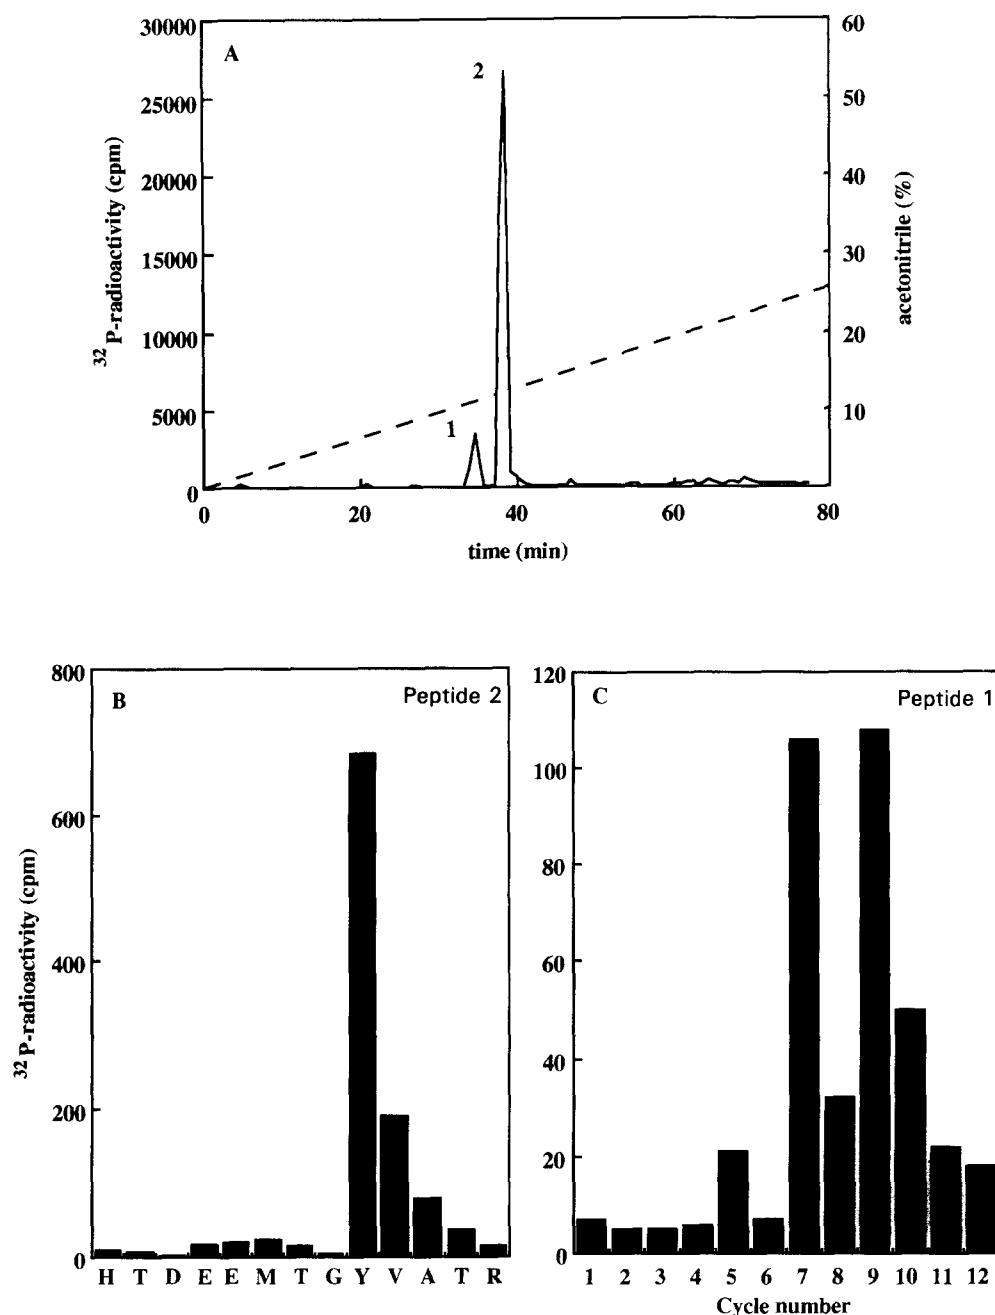 A
30000
25000
20000
15000
10000
5000
0
32P-radioactivity (cpm)
60
50
40
30
20
10
acetonitrile (%)
2
1
0 20 40 60 80
time (min)
B
Peptide 2
800
600
400
200
0
32P-radioactivity (cpm)
H T D E E M T G Y V A T R
C
Peptide 1
120
100
80
60
40
20
0
1 2 3 4 5 6 7 8 9 10 11 12
Cycle number